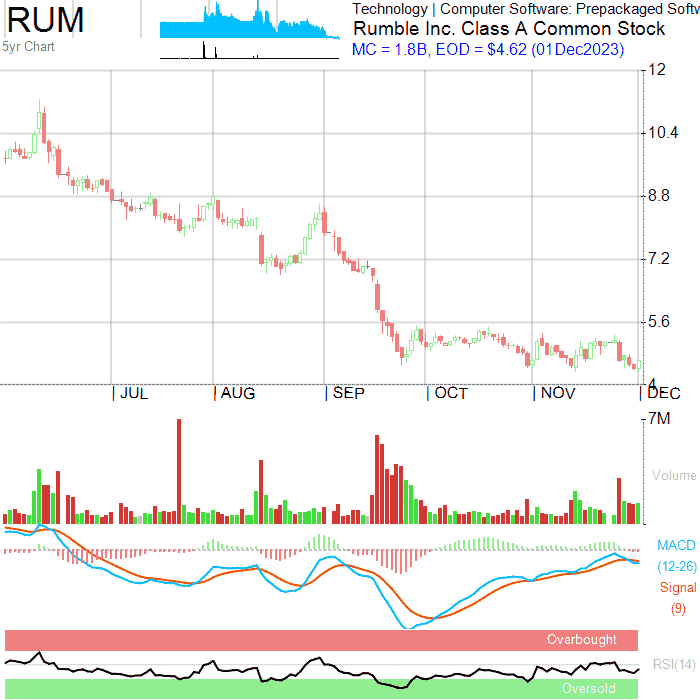 RUM
5yr Chart
Technology | Computer Software: Prepackaged Softw
Rumble Inc. Class A Common Stock
MC = 1.8B, EOD = $4.62 (01Dec2023)
12
10.4
8.8
7.2
5.6
4
JUL AUG SEP OCT NOV DEC
7M
Volume
MACD
(12-26)
Signal
(9)
Overbought
RSI(14)
Oversold